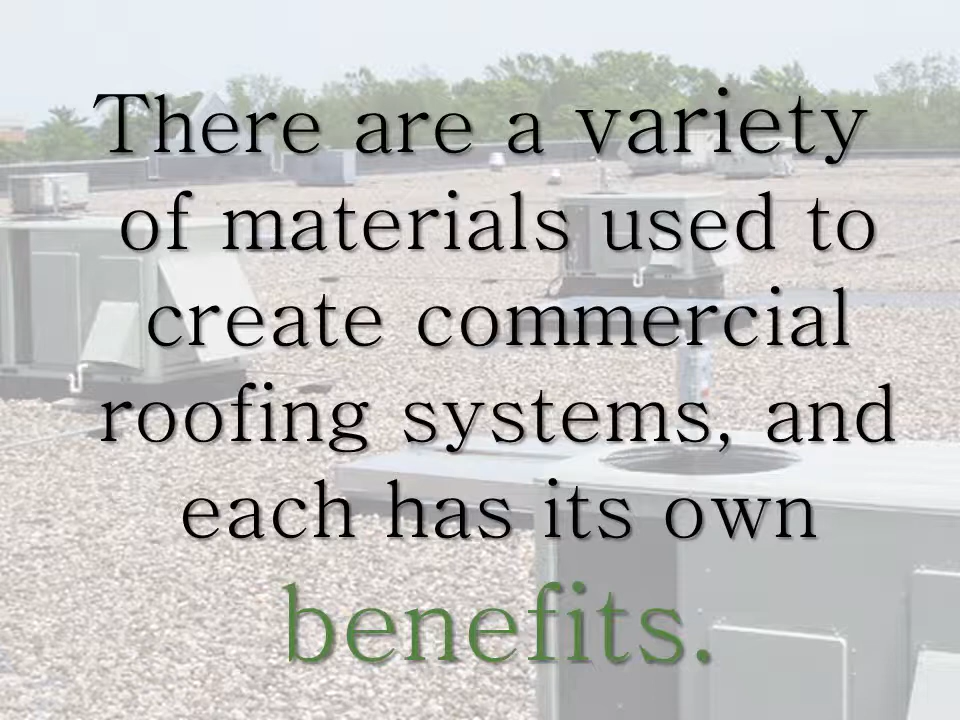 There are a variety
of materials used to
create commercial
roofing systems, and
each has its own
benefits.